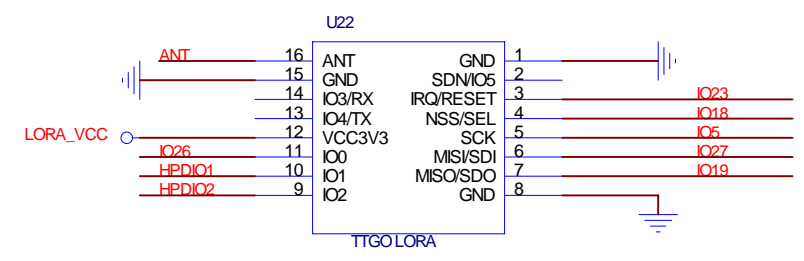 U22
ANT 16 ANT GND 1
15 GND SDN/IO5 2
14 IO3/RX IRQ/RESET 3 IO23
13 IO4/TX NSS/SEL 4 IO18
LORA_VCC 12 VCC3V3 SCK 5 IO5
IO26 11 IO0 MISI/SDI 6 IO27
HPDIO1 10 IO1 MISO/SDO 7 IO19
HPDIO2 9 IO2 GND 8
TTGO LORA